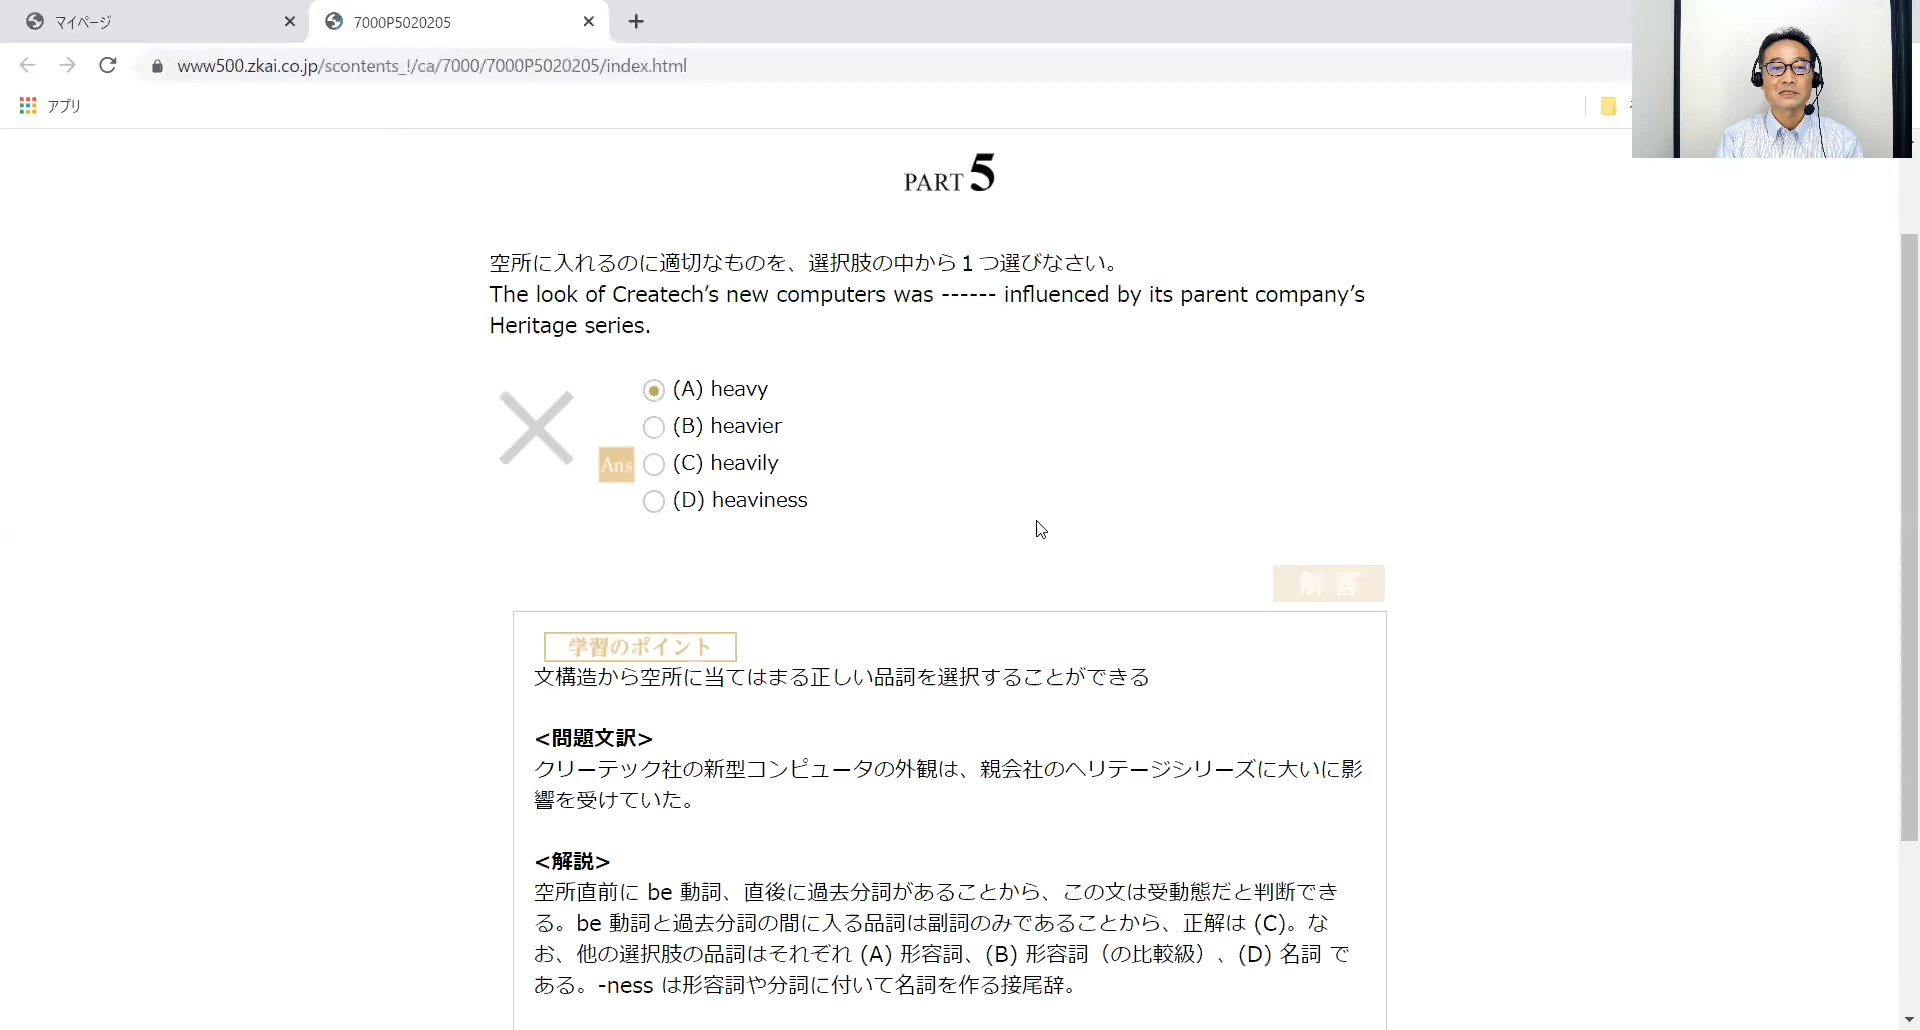 マイページ
7000P5020205
www500.zkai.co.jp/scontents_!/ca/7000/7000P5020205/index.html
アプリ
PART 5
空所に入れるのに適切なものを、選択肢の中から1つ選びなさい。
The look of Createch’s new computers was ------ influenced by its parent company’s
Heritage series.
(A) heavy
(B) heavier
Ans (C) heavily
(D) heaviness
解答
学習のポイント
文構造から空所に当てはまる正しい品詞を選択することができる
<問題文訳>
クリーテック社の新型コンピュータの外観は、親会社のヘリテージシリーズに大いに影
響を受けていた。
<解説>
空所直前に be 動詞、直後に過去分詞があることから、この文は受動態だと判断でき
る。be 動詞と過去分詞の間に入る品詞は副詞のみであることから、正解は (C)。な
お、他の選択肢の品詞はそれぞれ (A) 形容詞、(B) 形容詞（の比較級）、(D) 名詞 で
ある。-ness は形容詞や分詞に付いて名詞を作る接尾辞。